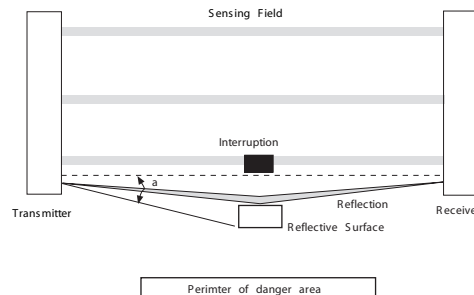 Sensing Field
Interruption
a
Transmitter
Reflection
Receive
Reflective Surface
Perimter of danger area